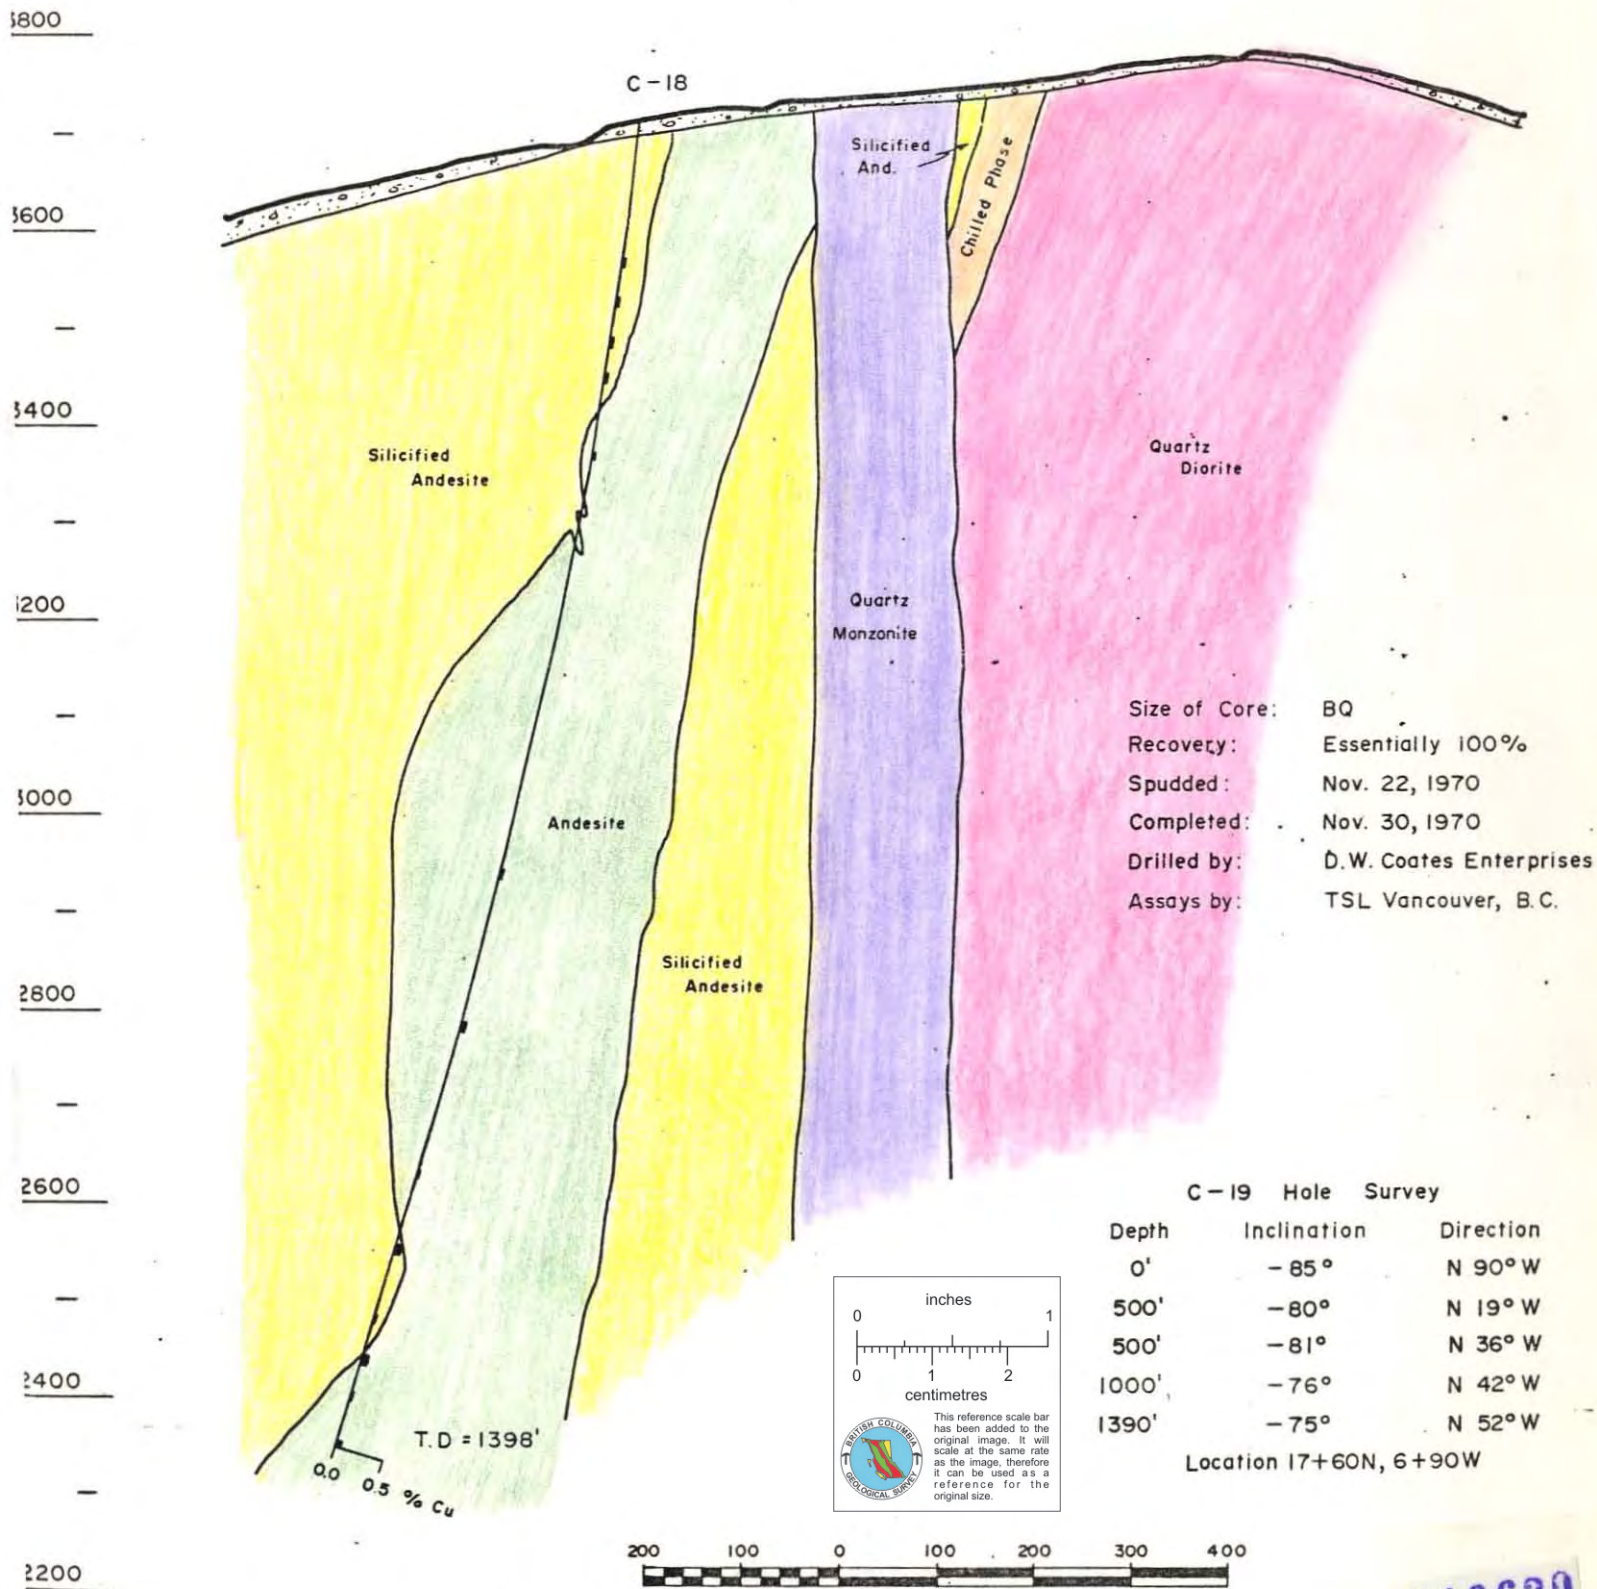 3800
C-18
Silicified
And.
Chilled Phase
3600
3400
Silicified
Andesite
Quartz
Diorite
3200
Quartz
Monzonite
Size of Core: BQ
Recovery: Essentially 100%
Spudded: Nov. 22, 1970
3000
Andesite
Completed: Nov. 30, 1970
Drilled by: D.W. Coates Enterprises
Assays by: TSL Vancouver, B.C.
Silicified
Andesite
2800
2600
C-19 Hole Survey
Depth Inclination Direction
0' -85° N 90° W
500' -80° N 19° W
500' -81° N 36° W
1000' -76° N 42° W
1390' -75° N 52° W
Location 17+60N, 6+90W
inches
0 1
0 1 2
centimetres
This reference scale bar
has been added to the
original image. It will
scale at the same rate
as the image, therefore
it can be used as a
reference for the
original size.
BRITISH COLUMBIA
GEOLOGICAL SURVEY
2400
T.D = 1398'
0.0 0.5 % Cu
200 100 0 100 200 300 400
2200